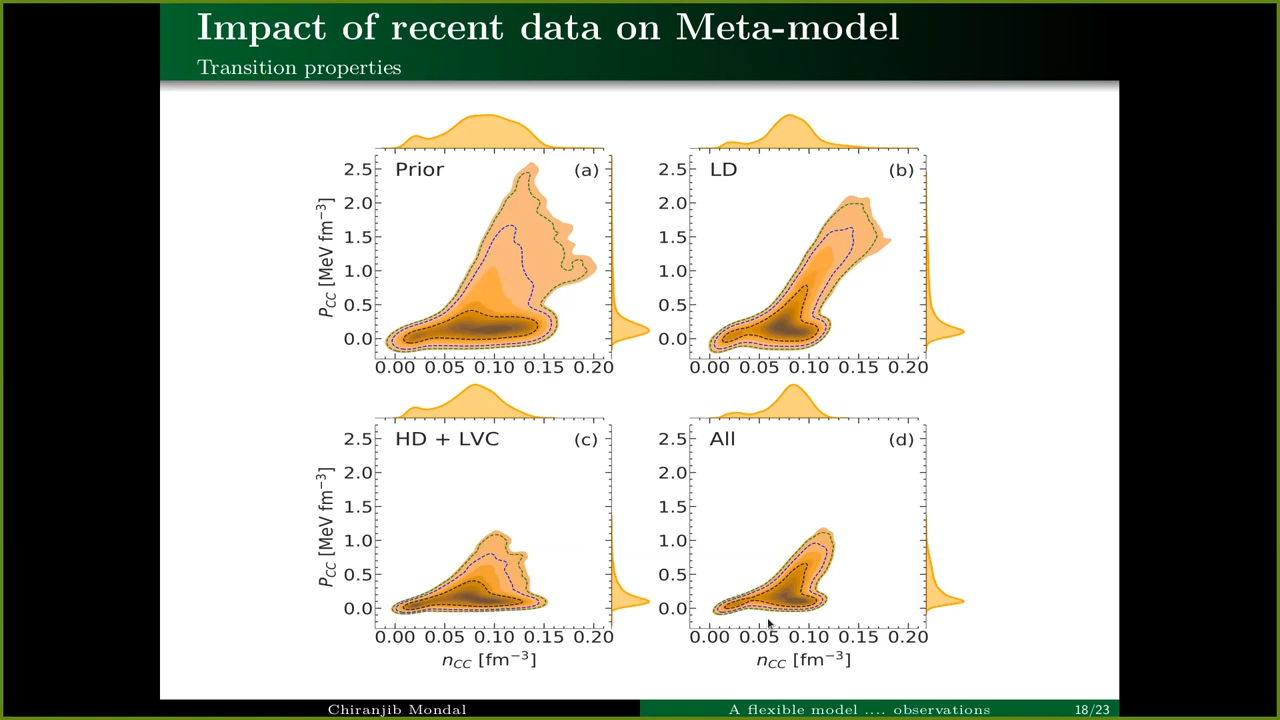 Impact of recent data on Meta-model
Transition properties
Prior
(a)
P_CC [MeV fm⁻³]
2.5
2.0
1.5
1.0
0.5
0.0
0.00 0.05 0.10 0.15 0.20
LD
(b)
2.5
2.0
1.5
1.0
0.5
0.0
0.00 0.05 0.10 0.15 0.20
HD + LVC
(c)
P_CC [MeV fm⁻³]
2.5
2.0
1.5
1.0
0.5
0.0
0.00 0.05 0.10 0.15 0.20
n_CC [fm⁻³]
All
(d)
2.5
2.0
1.5
1.0
0.5
0.0
0.00 0.05 0.10 0.15 0.20
n_CC [fm⁻³]
Chiranjib Mondal
A flexible model .... observations
18/23